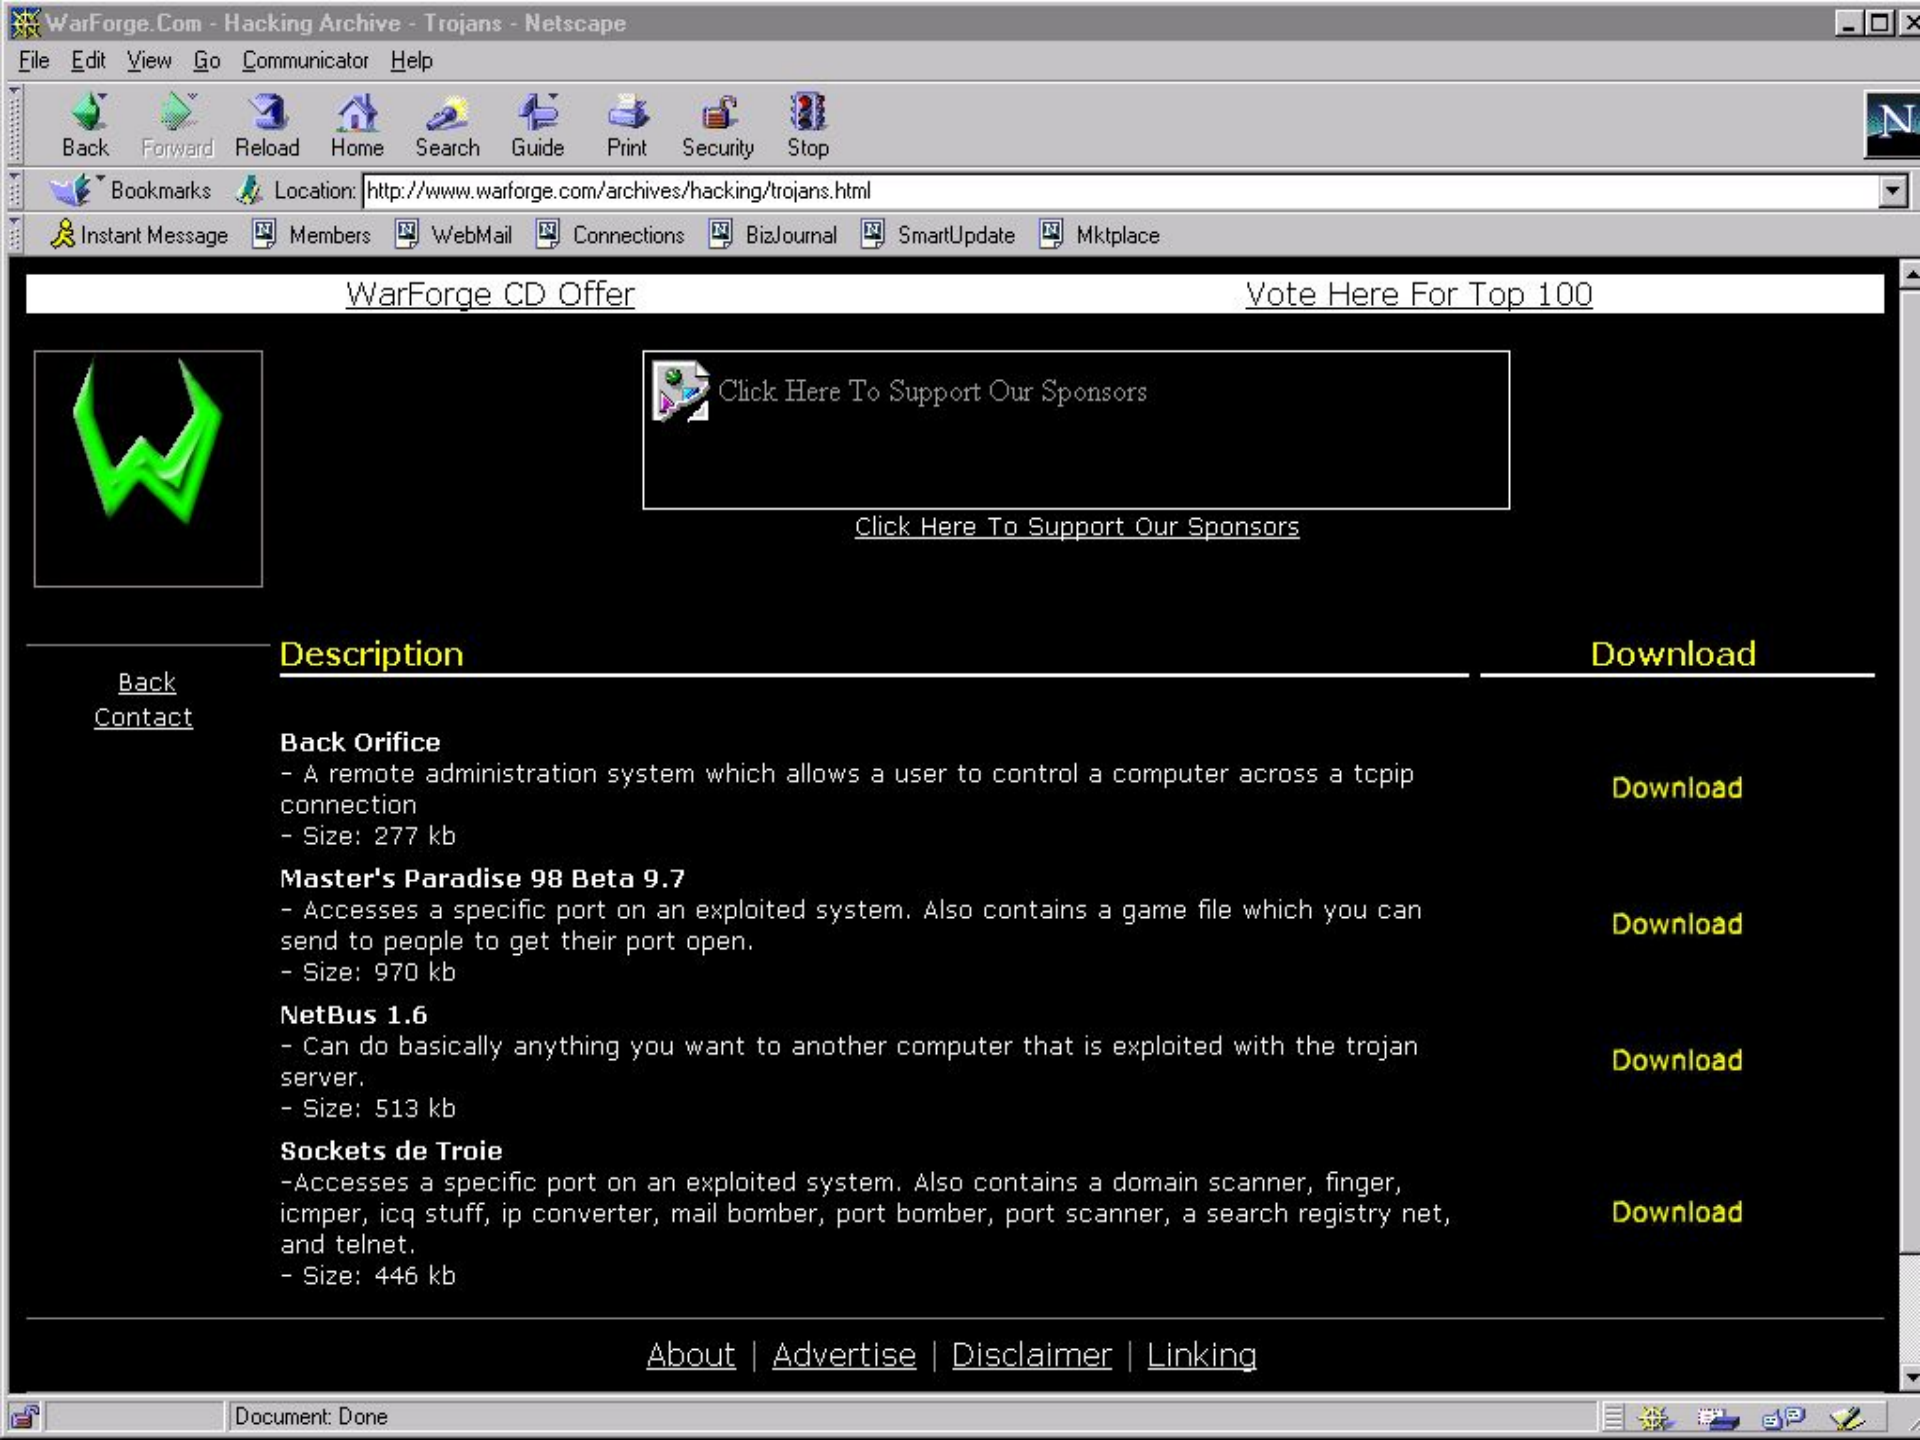 WarForge.Com - Hacking Archive - Trojans - Netscape
File Edit View Go Communicator Help
Back Forward Reload Home Search Guide Print Security Stop
N
Bookmarks Location: http://www.warforge.com/archives/hacking/trojans.html
Instant Message Members WebMail Connections BizJournal SmartUpdate Mktplace
WarForge CD Offer Vote Here For Top 100
Click Here To Support Our Sponsors
Click Here To Support Our Sponsors
Description Download
Back
Contact
Back Orifice
- A remote administration system which allows a user to control a computer across a tcpip
connection
- Size: 277 kb
Download
Master's Paradise 98 Beta 9.7
- Accesses a specific port on an exploited system. Also contains a game file which you can
send to people to get their port open.
- Size: 970 kb
Download
NetBus 1.6
- Can do basically anything you want to another computer that is exploited with the trojan
server.
- Size: 513 kb
Download
Sockets de Troie
-Accesses a specific port on an exploited system. Also contains a domain scanner, finger,
icmper, icq stuff, ip converter, mail bomber, port bomber, port scanner, a search registry net,
and telnet.
- Size: 446 kb
Download
About | Advertise | Disclaimer | Linking
Document: Done